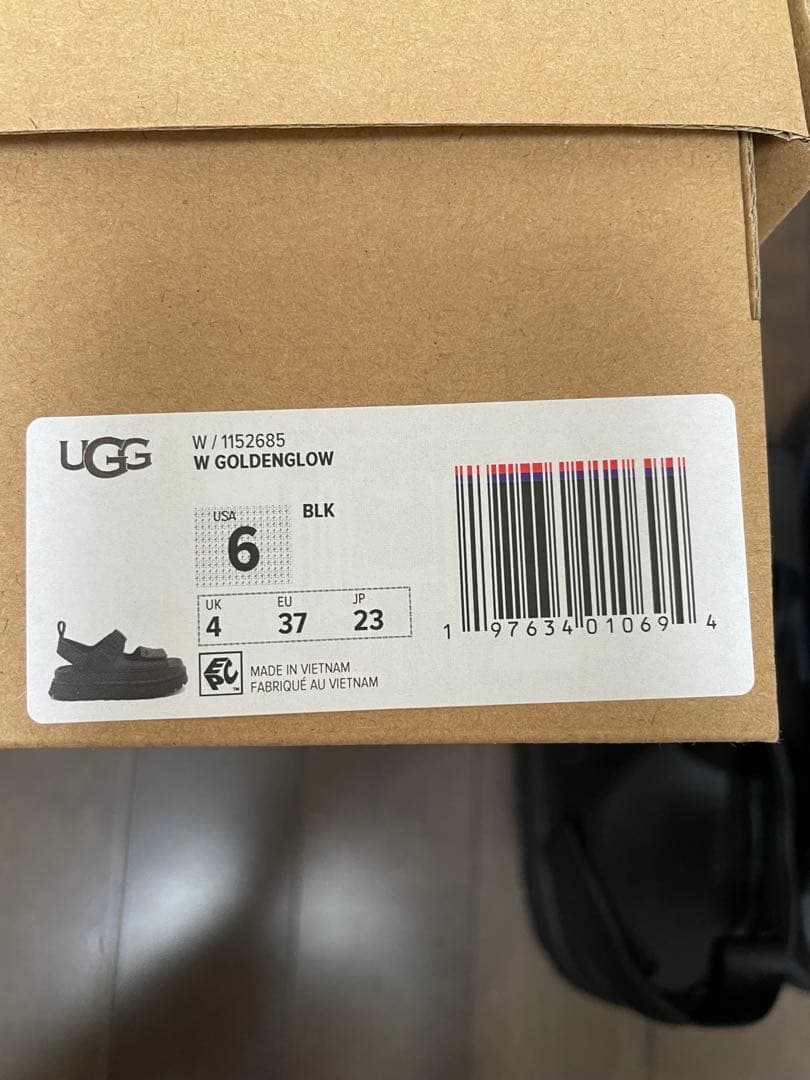 UGG
W / 1152685
W GOLDENGLOW
USA
6
BLK
UK
4
EU
37
JP
23
EPC™
MADE IN VIETNAM
FABRIQUÉ AU VIETNAM
1 97634 01069 4